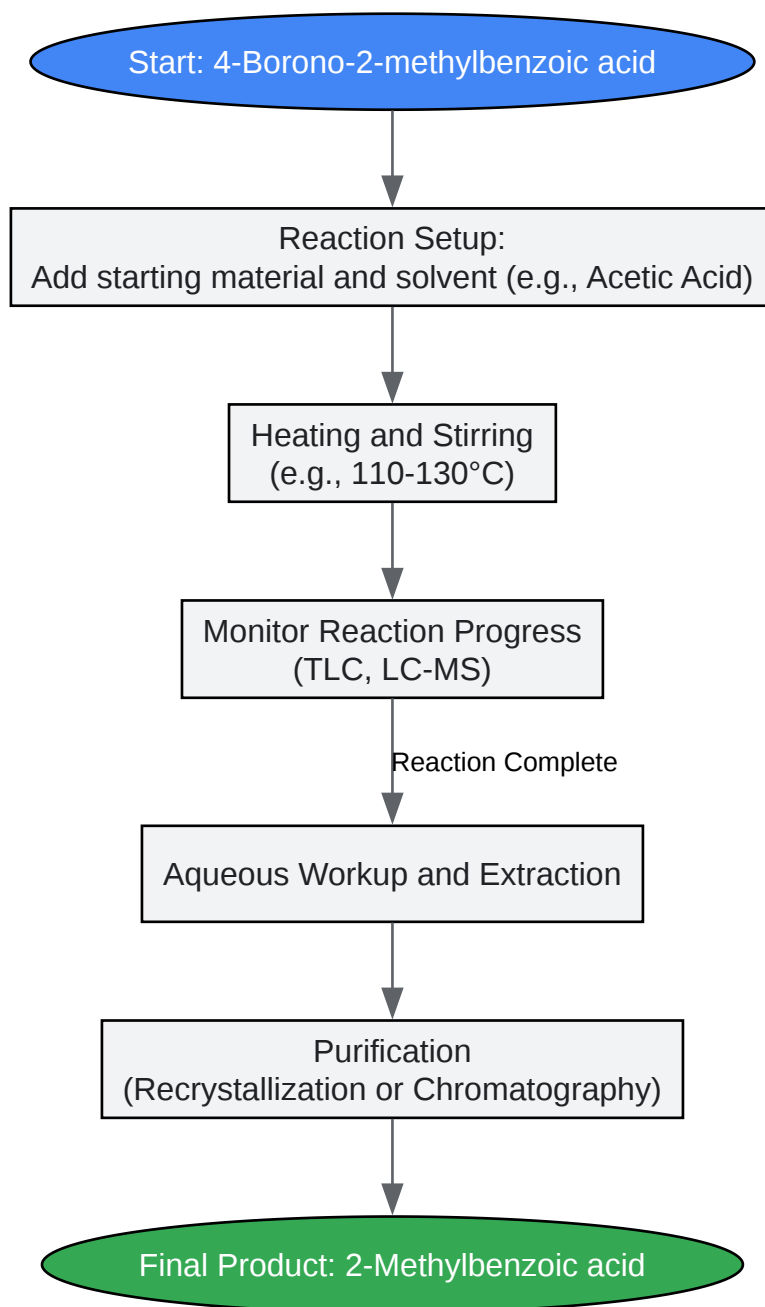 Start: 4-Borono-2-methylbenzoic acid
Reaction Setup:
Add starting material and solvent (e.g., Acetic Acid)
Heating and Stirring
(e.g., 110-130°C)
Monitor Reaction Progress
(TLC, LC-MS)
Reaction Complete
Aqueous Workup and Extraction
Purification
(Recrystallization or Chromatography)
Final Product: 2-Methylbenzoic acid